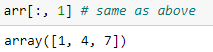 arr[:, 1] # same as above
array([1, 4, 7])